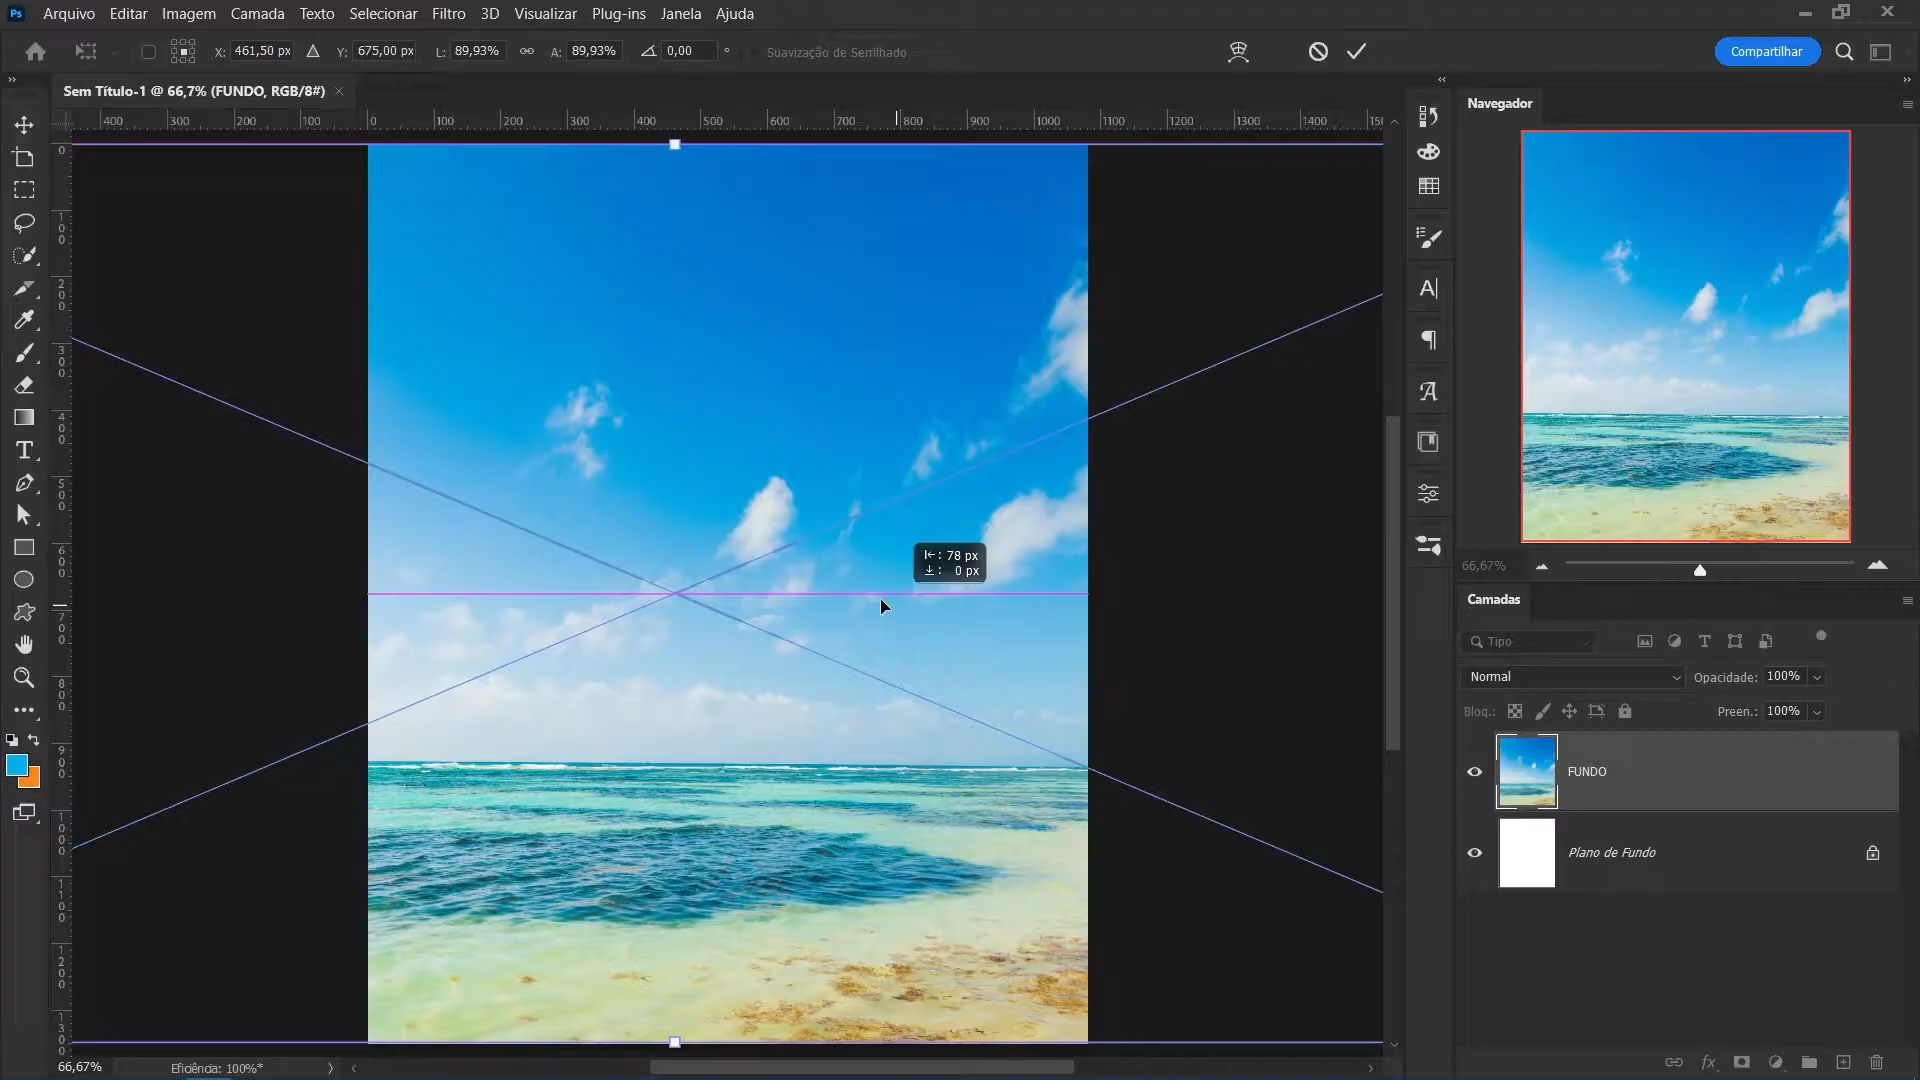 Ps Arquivo Editar Imagem Camada Texto Selecionar Filtro 3D Visualizar Plug-ins Janela Ajuda
X: 461,50 px Y: 675,00 px L: 89,93% A: 89,93% 0,00 ° Suavização de Serrilhado Compartilhar
Sem Título-1 @ 66,7% (FUNDO, RGB/8#)
400 300 200 100 0 100 200 300 400 500 600 700 800 900 1000 1100 1200 1300 1400
0
100
200
300
400
500
600
700
800
900
1000
1100
1200
1300
: 78 px
: 0 px
66,67%
Eficiência: 100%*
Navegador
66,67%
Camadas
Tipo
Normal Opacidade: 100%
Bloq.: Preen.: 100%
FUNDO
Plano de Fundo
fx